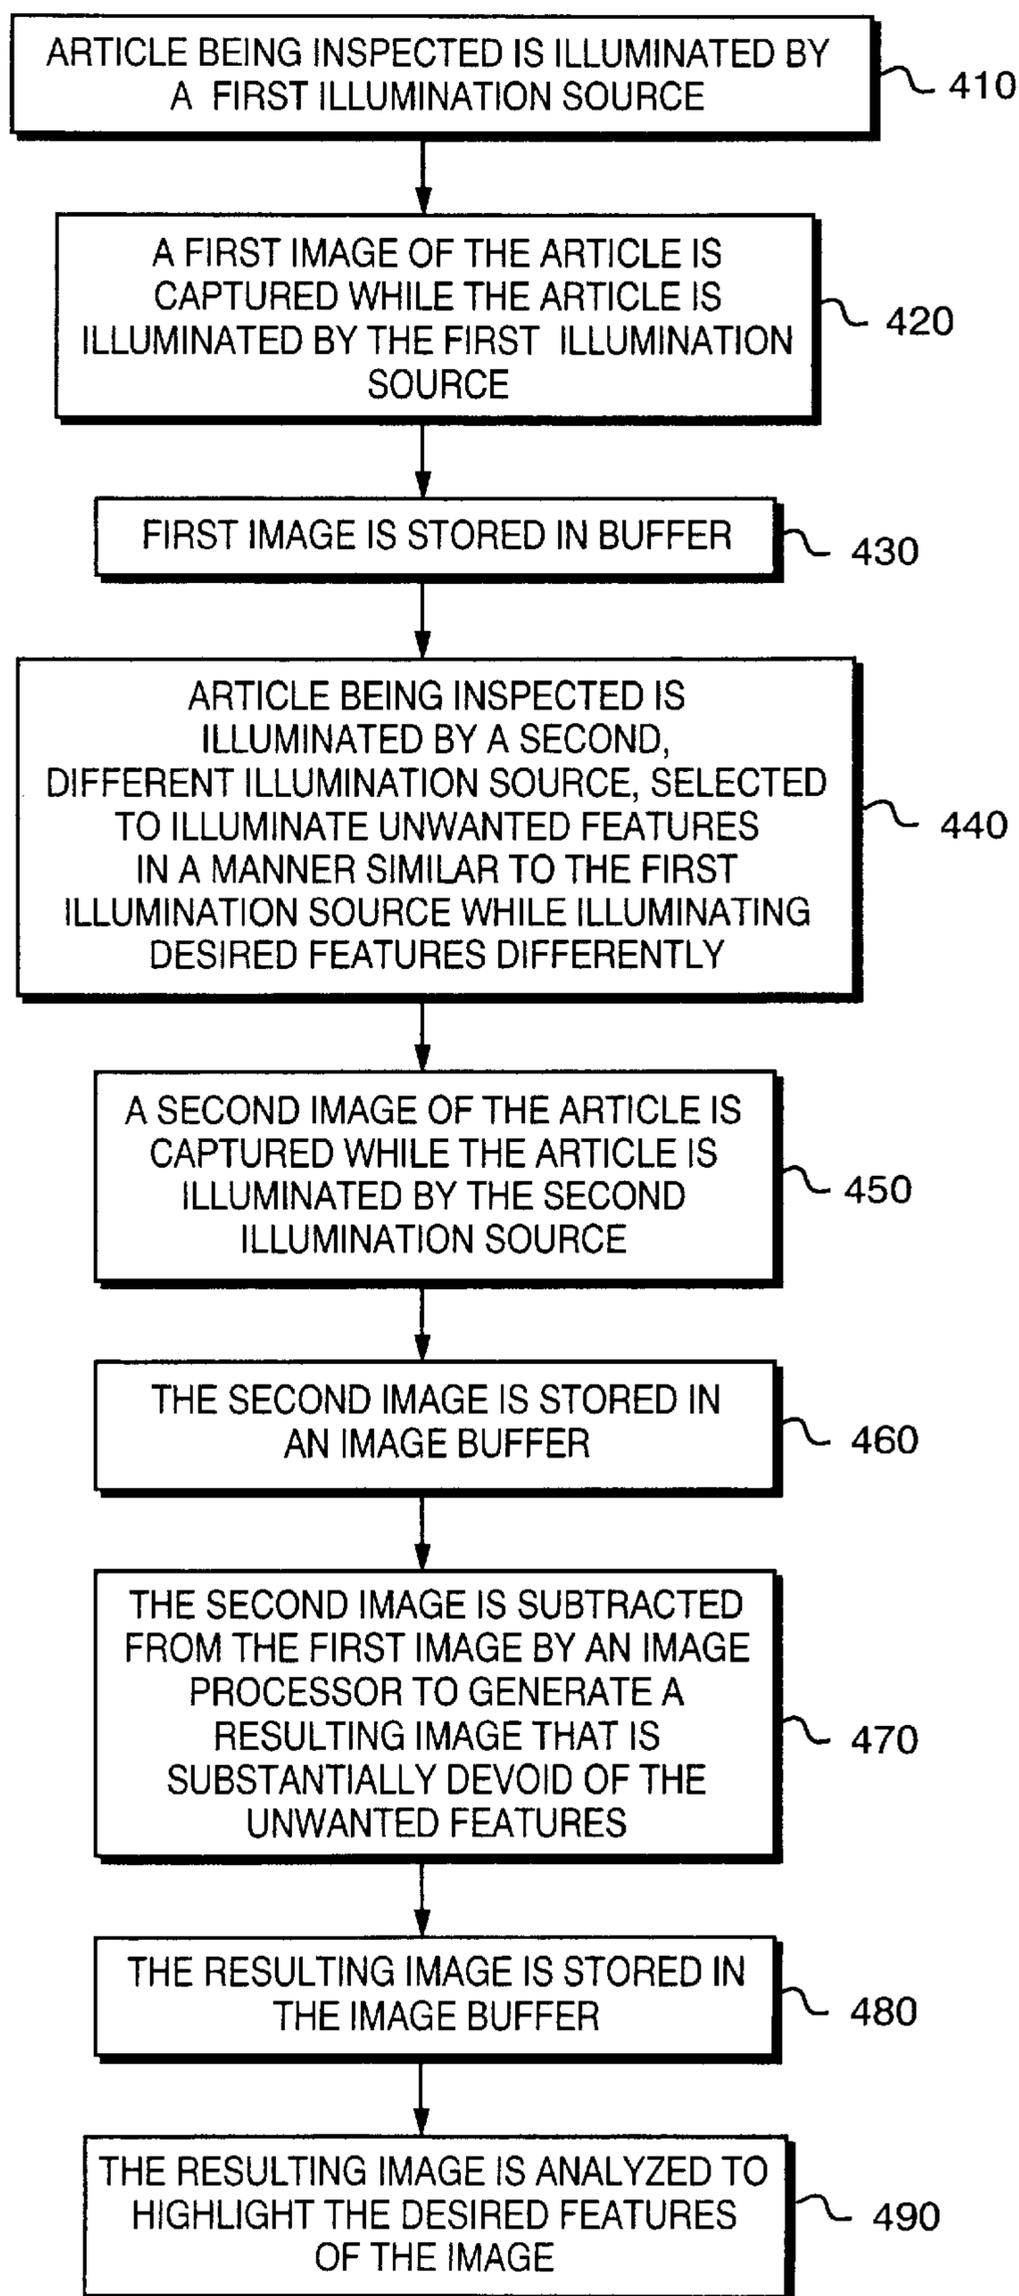 ARTICLE BEING INSPECTED IS ILLUMINATED BY
A FIRST ILLUMINATION SOURCE
410
A FIRST IMAGE OF THE ARTICLE IS
CAPTURED WHILE THE ARTICLE IS
ILLUMINATED BY THE FIRST ILLUMINATION
SOURCE
420
FIRST IMAGE IS STORED IN BUFFER
430
ARTICLE BEING INSPECTED IS
ILLUMINATED BY A SECOND,
DIFFERENT ILLUMINATION SOURCE, SELECTED
TO ILLUMINATE UNWANTED FEATURES
IN A MANNER SIMILAR TO THE FIRST
ILLUMINATION SOURCE WHILE ILLUMINATING
DESIRED FEATURES DIFFERENTLY
440
A SECOND IMAGE OF THE ARTICLE IS
CAPTURED WHILE THE ARTICLE IS
ILLUMINATED BY THE SECOND
ILLUMINATION SOURCE
450
THE SECOND IMAGE IS STORED IN
AN IMAGE BUFFER
460
THE SECOND IMAGE IS SUBTRACTED
FROM THE FIRST IMAGE BY AN IMAGE
PROCESSOR TO GENERATE A
RESULTING IMAGE THAT IS
SUBSTANTIALLY DEVOID OF THE
UNWANTED FEATURES
470
THE RESULTING IMAGE IS STORED IN
THE IMAGE BUFFER
480
THE RESULTING IMAGE IS ANALYZED TO
HIGHLIGHT THE DESIRED FEATURES
OF THE IMAGE
490